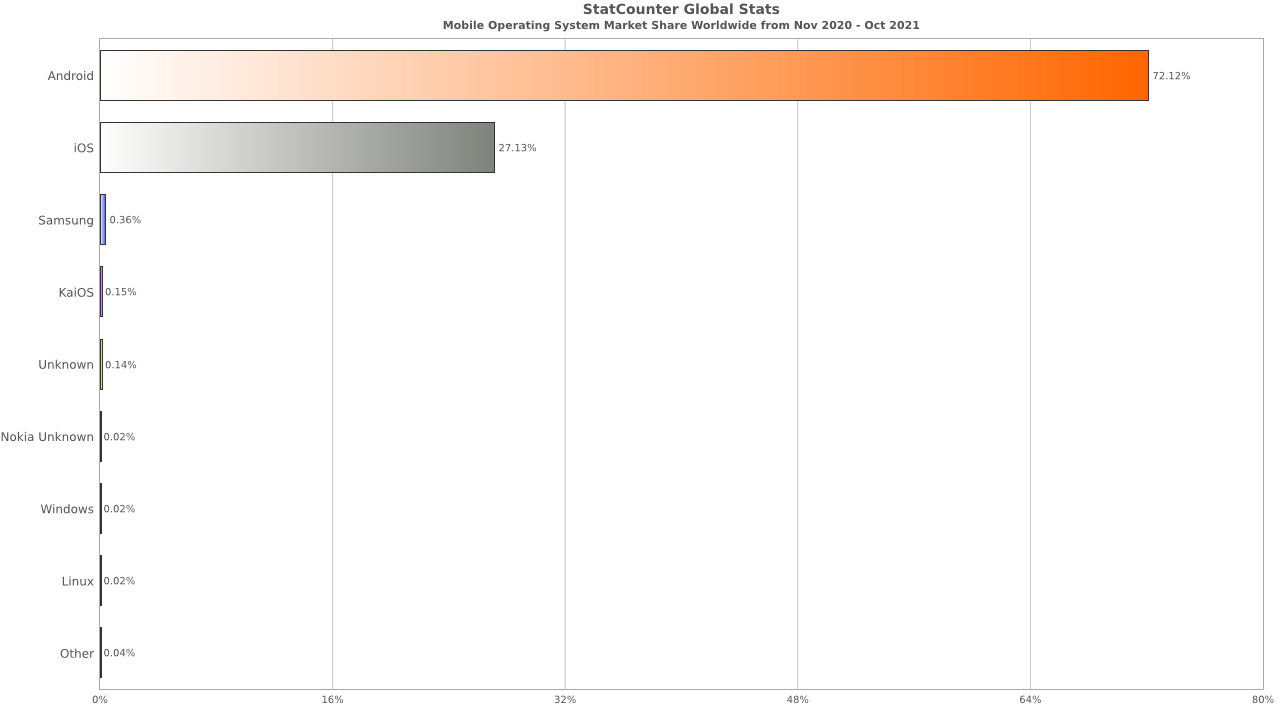 StatCounter Global Stats
Mobile Operating System Market Share Worldwide from Nov 2020 - Oct 2021
Android 72.12%
iOS 27.13%
Samsung 0.36%
KaiOS 0.15%
Unknown 0.14%
Nokia Unknown 0.02%
Windows 0.02%
Linux 0.02%
Other 0.04%
0% 16% 32% 48% 64% 80%